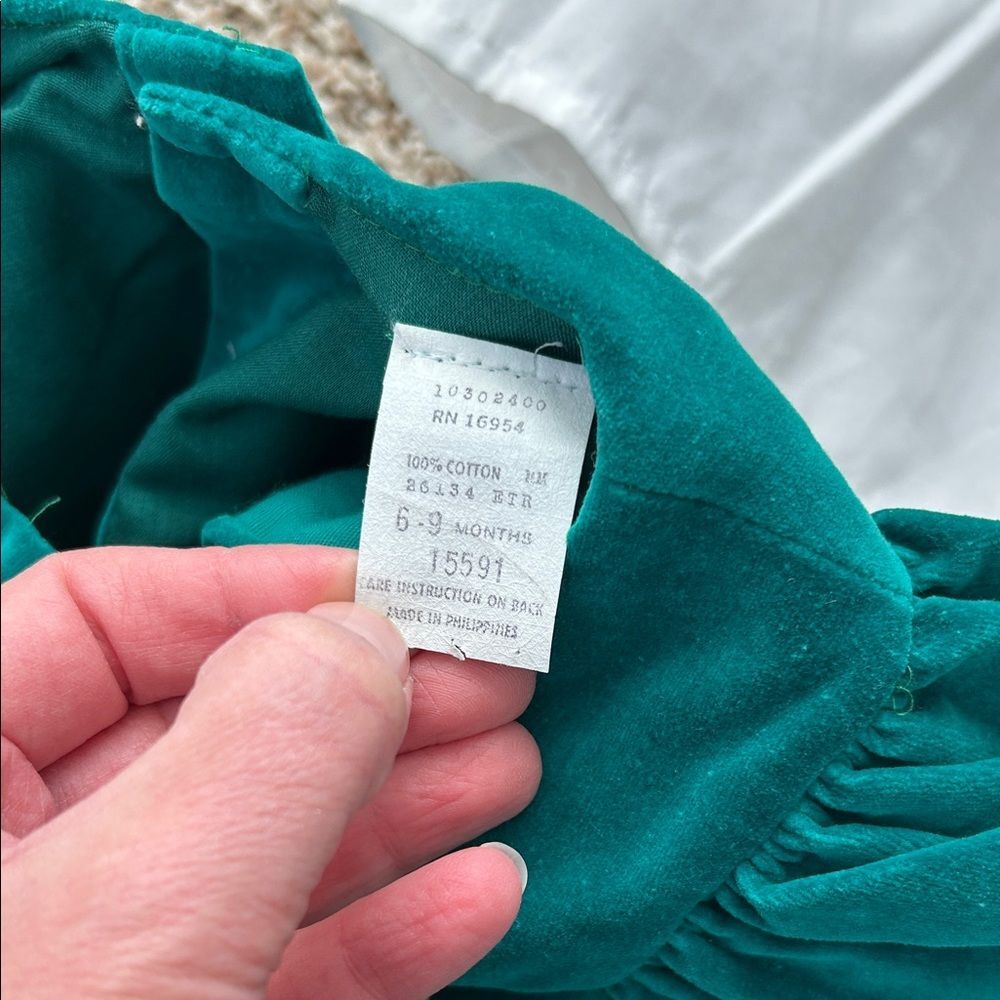 10302400
RN 16954
100% COTTON
26134 ETR
6-9 MONTHS
15591
CARE INSTRUCTION ON BACK
MADE IN PHILIPPINES